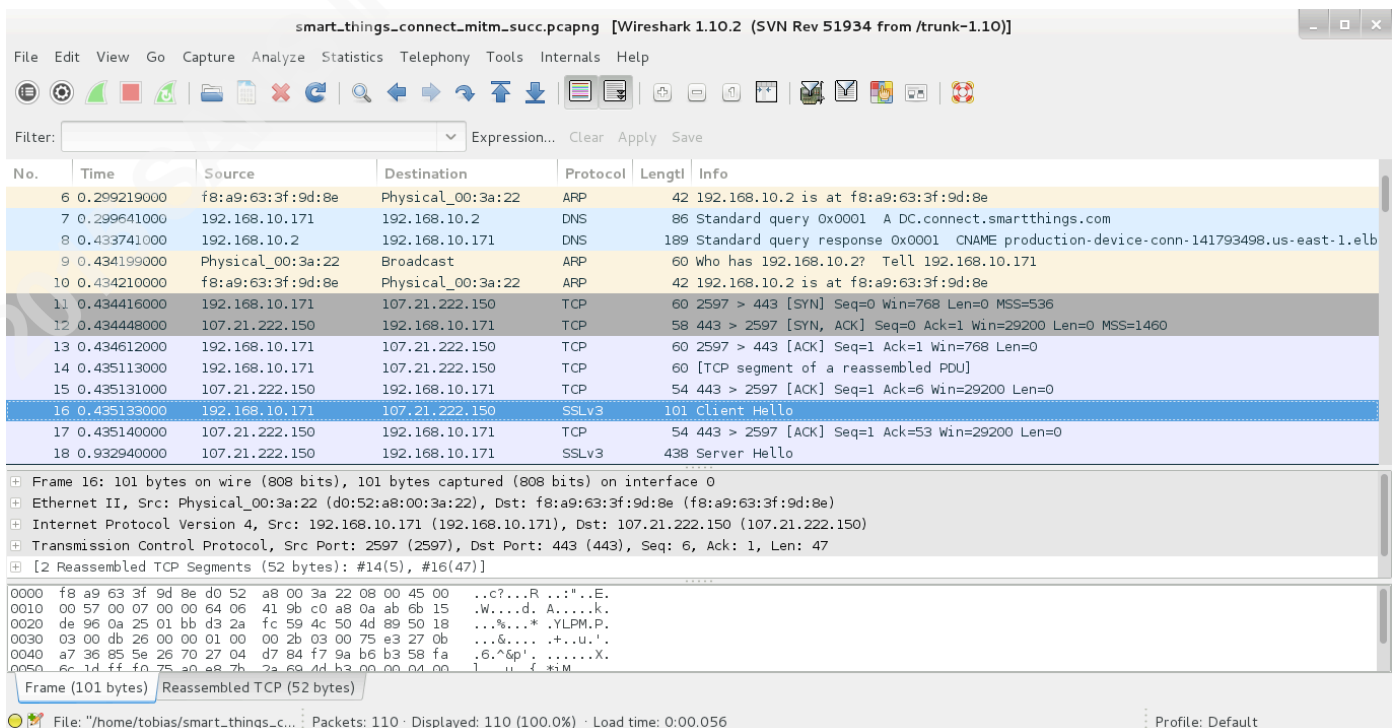 smart_things_connect_mitm_succ.pcapng [Wireshark 1.10.2 (SVN Rev 51934 from /trunk-1.10)]
File Edit View Go Capture Analyze Statistics Telephony Tools Internals Help
Filter: Expression... Clear Apply Save
No. Time Source Destination Protocol Lengtl Info
6 0.299219000 f8:a9:63:3f:9d:8e Physical_00:3a:22 ARP 42 192.168.10.2 is at f8:a9:63:3f:9d:8e
7 0.299641000 192.168.10.171 192.168.10.2 DNS 86 Standard query 0x0001 A DC.connect.smartthings.com
8 0.433741000 192.168.10.2 192.168.10.171 DNS 189 Standard query response 0x0001 CNAME production-device-conn-141793498.us-east-1.elb
9 0.434199000 Physical_00:3a:22 Broadcast ARP 60 Who has 192.168.10.2? Tell 192.168.10.171
10 0.434210000 f8:a9:63:3f:9d:8e Physical_00:3a:22 ARP 42 192.168.10.2 is at f8:a9:63:3f:9d:8e
11 0.434416000 192.168.10.171 107.21.222.150 TCP 60 2597 > 443 [SYN] Seq=0 Win=768 Len=0 MSS=536
12 0.434448000 107.21.222.150 192.168.10.171 TCP 58 443 > 2597 [SYN, ACK] Seq=0 Ack=1 Win=29200 Len=0 MSS=1460
13 0.434612000 192.168.10.171 107.21.222.150 TCP 60 2597 > 443 [ACK] Seq=1 Ack=1 Win=768 Len=0
14 0.435113000 192.168.10.171 107.21.222.150 TCP 60 [TCP segment of a reassembled PDU]
15 0.435131000 107.21.222.150 192.168.10.171 TCP 54 443 > 2597 [ACK] Seq=1 Ack=6 Win=29200 Len=0
16 0.435133000 192.168.10.171 107.21.222.150 SSLv3 101 Client Hello
17 0.435140000 107.21.222.150 192.168.10.171 TCP 54 443 > 2597 [ACK] Seq=1 Ack=53 Win=29200 Len=0
18 0.932940000 107.21.222.150 192.168.10.171 SSLv3 438 Server Hello
Frame 16: 101 bytes on wire (808 bits), 101 bytes captured (808 bits) on interface 0
Ethernet II, Src: Physical_00:3a:22 (d0:52:a8:00:3a:22), Dst: f8:a9:63:3f:9d:8e (f8:a9:63:3f:9d:8e)
Internet Protocol Version 4, Src: 192.168.10.171 (192.168.10.171), Dst: 107.21.222.150 (107.21.222.150)
Transmission Control Protocol, Src Port: 2597 (2597), Dst Port: 443 (443), Seq: 6, Ack: 1, Len: 47
[2 Reassembled TCP Segments (52 bytes): #14(5), #16(47)]
0000 f8 a9 63 3f 9d 8e d0 52 a8 00 3a 22 08 00 45 00 ..c?...R ..:"..E.
0010 00 57 00 07 00 00 64 06 41 9b c0 a8 0a ab 6b 15 .W....d. A.....k.
0020 de 96 0a 25 01 bb d3 2a fc 59 4c 50 4d 89 50 18 ...%...* .YLPM.P.
0030 03 00 db 26 00 00 01 00 00 2b 03 00 75 e3 27 0b ...&.... .+..u.'.
0040 a7 36 85 5e 26 70 27 04 d7 84 f7 9a b6 b3 58 fa .6.^&p'. ......X.
0050 6c 1d ff f0 75 a0 e8 7b 2a 69 4d b3 00 00 04 00
Frame (101 bytes) Reassembled TCP (52 bytes)
File: "/home/tobias/smart_things_c... Packets: 110 · Displayed: 110 (100.0%) · Load time: 0:00.056 Profile: Default